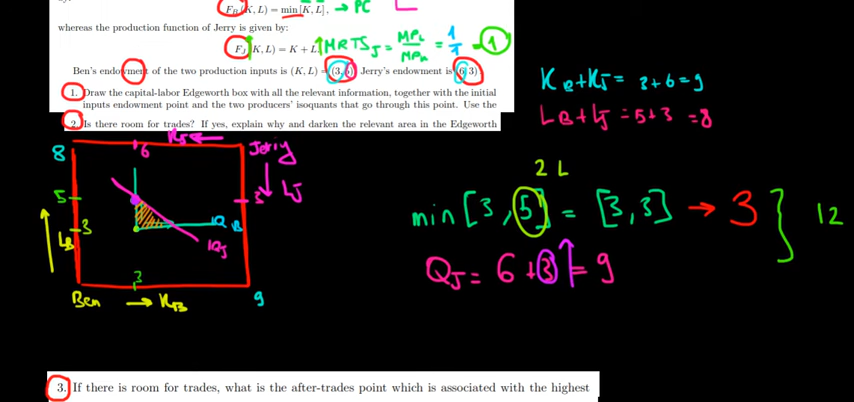 F_B(K, L) = min[K, L], → PC
whereas the production function of Jerry is given by:
F_J(K, L) = K + L. MRTS_J = MP_L/MP_K = 1/1 = 1
Ben's endowment of the two production inputs is (K, L) = (3, 5) Jerry's endowment is (6, 3)
1. Draw the capital-labor Edgeworth box with all the relevant information, together with the initial
inputs endowment point and the two producers' isoquants that go through this point. Use the
2. Is there room for trades? If yes, explain why and darken the relevant area in the Edgeworth
K_B + K_J = 3+6 = 9
L_B + L_J = 5+3 = 8
K_J ←
8
6
Jerry
↓ L_J
5
3
3
L_B
IQ_B
IQ_J
3
Ben → K_B 9
2 L
min [3, 5] = [3, 3] → 3
12
Q_J = 6 + 3 = 9
3. If there is room for trades, what is the after-trades point which is associated with the highest